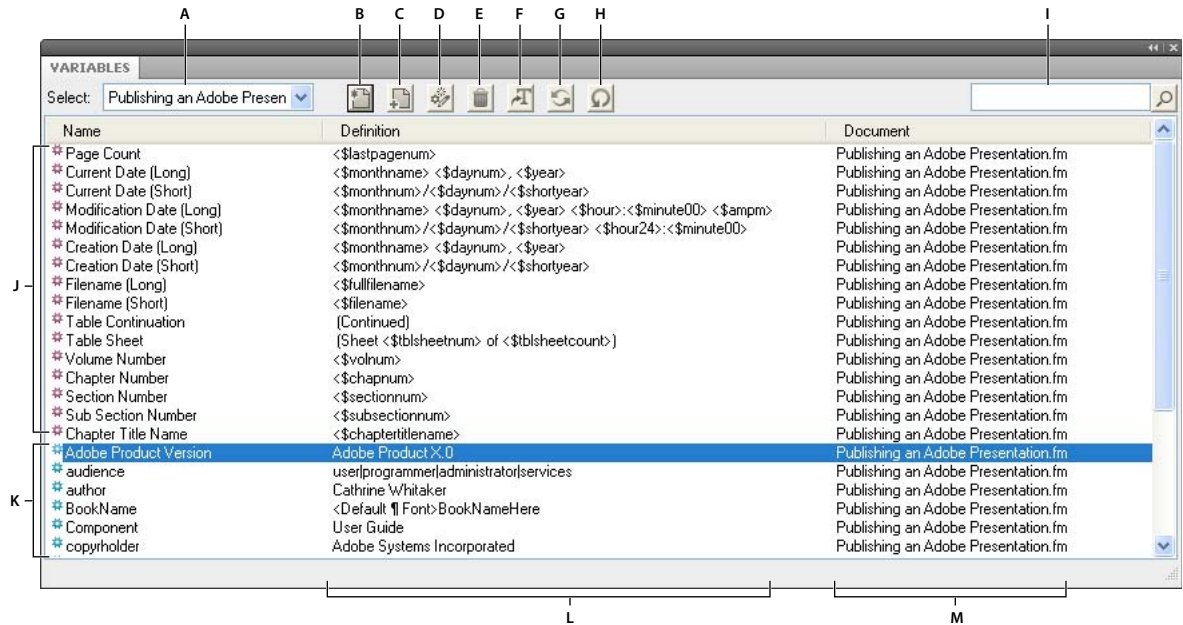 A B C D E F G H I
VARIABLES
Select: Publishing an Adobe Presen
Name Definition Document
Page Count <$lastpagenum> Publishing an Adobe Presentation.fm
Current Date (Long) <$monthname> <$daynum>, <$year> Publishing an Adobe Presentation.fm
Current Date (Short) <$monthnum>/<$daynum>/<$shortyear> Publishing an Adobe Presentation.fm
Modification Date (Long) <$monthname> <$daynum>, <$year> <$hour>:<$minute00> <$ampm> Publishing an Adobe Presentation.fm
Modification Date (Short) <$monthnum>/<$daynum>/<$shortyear> <$hour24>:<$minute00> Publishing an Adobe Presentation.fm
Creation Date (Long) <$monthname> <$daynum>, <$year> Publishing an Adobe Presentation.fm
Creation Date (Short) <$monthnum>/<$daynum>/<$shortyear> Publishing an Adobe Presentation.fm
J Filename (Long) <$fullfilename> Publishing an Adobe Presentation.fm
Filename (Short) <$filename> Publishing an Adobe Presentation.fm
Table Continuation (Continued) Publishing an Adobe Presentation.fm
Table Sheet (Sheet <$tblsheetnum> of <$tblsheetcount>) Publishing an Adobe Presentation.fm
Volume Number <$volnum> Publishing an Adobe Presentation.fm
Chapter Number <$chapnum> Publishing an Adobe Presentation.fm
Section Number <$sectionnum> Publishing an Adobe Presentation.fm
Sub Section Number <$subsectionnum> Publishing an Adobe Presentation.fm
Chapter Title Name <$chaptertitlename> Publishing an Adobe Presentation.fm
Adobe Product Version Adobe Product X.0 Publishing an Adobe Presentation.fm
audience user|programmer|administrator|services Publishing an Adobe Presentation.fm
K author Cathrine Whitaker Publishing an Adobe Presentation.fm
BookName <Default ¶ Font>BookNameHere Publishing an Adobe Presentation.fm
Component User Guide Publishing an Adobe Presentation.fm
copyrholder Adobe Systems Incorporated Publishing an Adobe Presentation.fm
L M